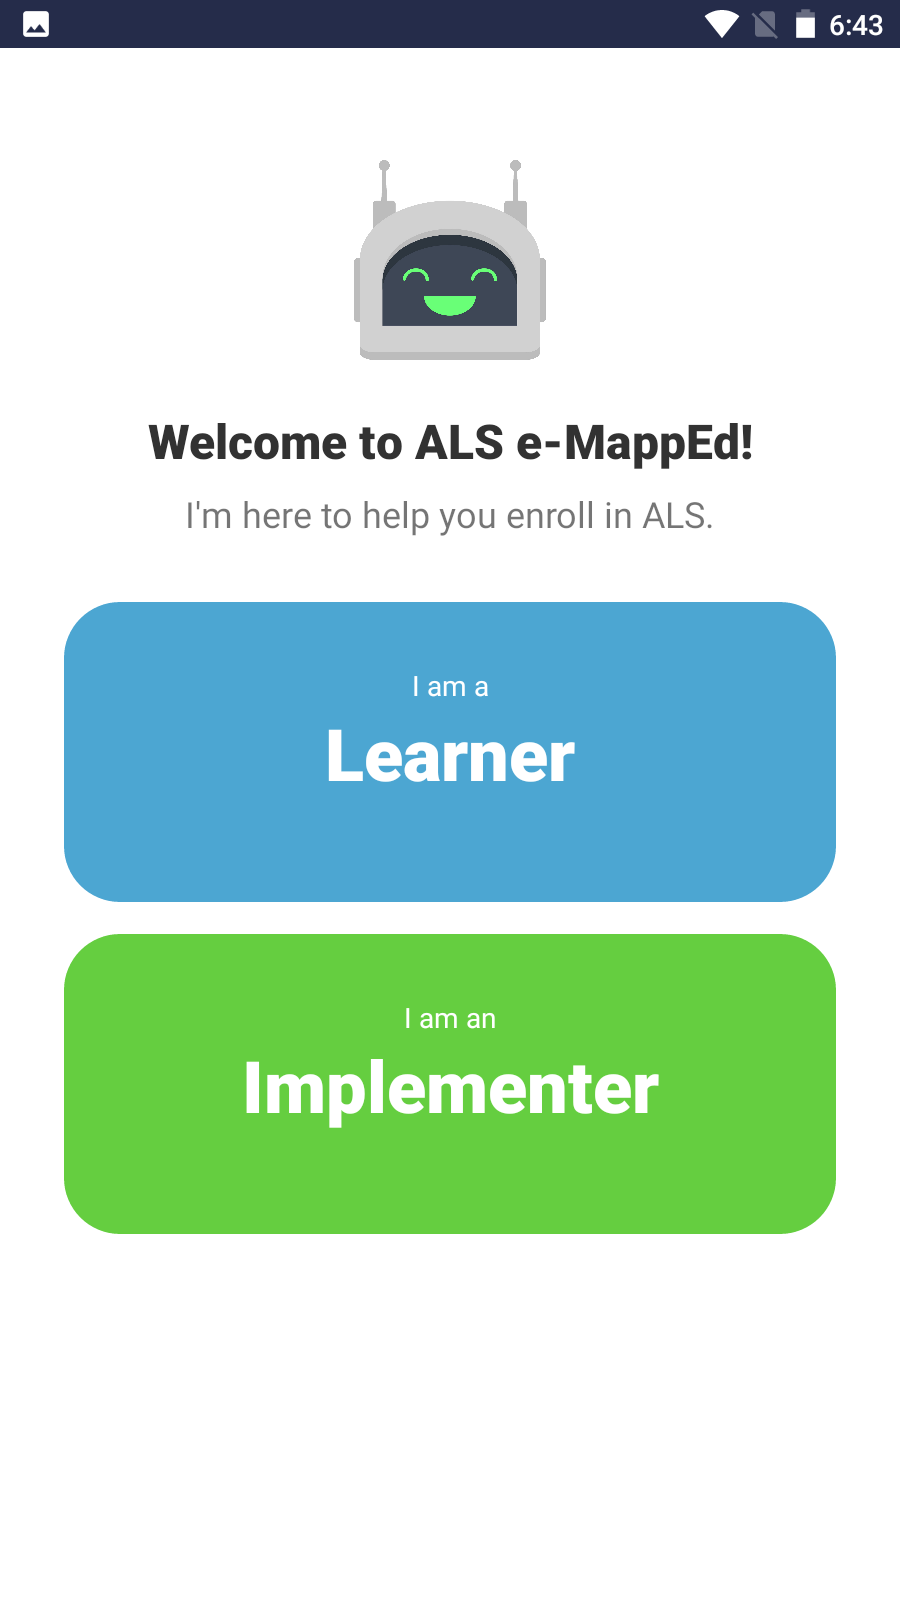 6:43
Welcome to ALS e-MappEd!
I'm here to help you enroll in ALS.
I am a
Learner
I am an
Implementer